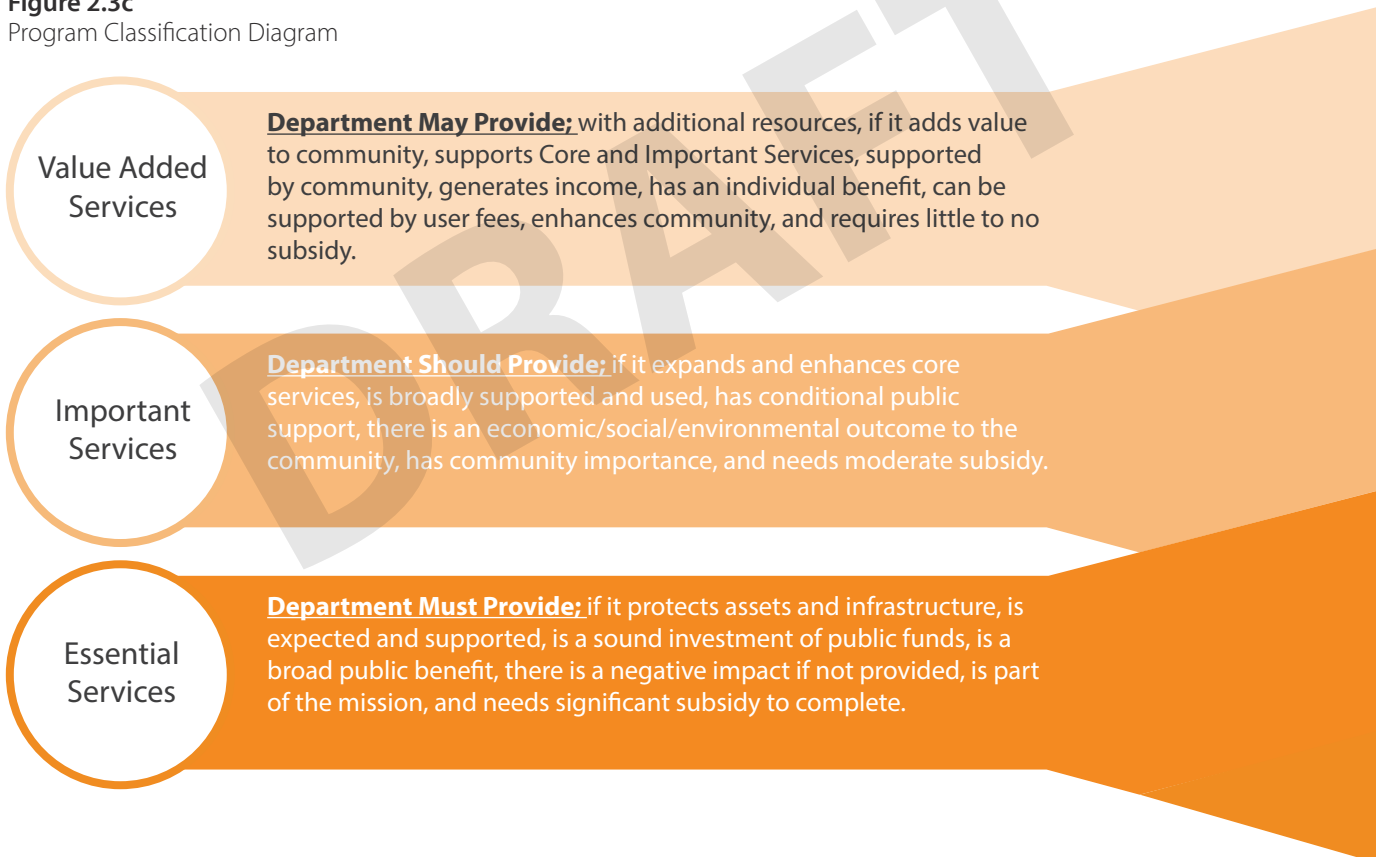 Figure 2.3c
Program Classification Diagram
Value Added
Services
Department May Provide; with additional resources, if it adds value
to community, supports Core and Important Services, supported
by community, generates income, has an individual benefit, can be
supported by user fees, enhances community, and requires little to no
subsidy.
Important
Services
Department Should Provide; if it expands and enhances core
services, is broadly supported and used, has conditional public
support, there is an economic/social/environmental outcome to the
community, has community importance, and needs moderate subsidy.
Essential
Services
Department Must Provide; if it protects assets and infrastructure, is
expected and supported, is a sound investment of public funds, is a
broad public benefit, there is a negative impact if not provided, is part
of the mission, and needs significant subsidy to complete.
DRAFT